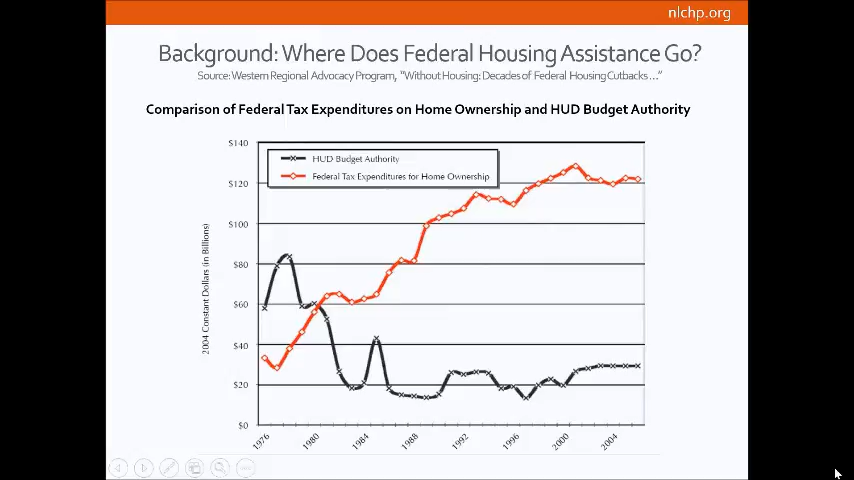 nlchp.org
Background: Where Does Federal Housing Assistance Go?
Source: Western Regional Advocacy Program, “Without Housing: Decades of Federal Housing Cutbacks …”
Comparison of Federal Tax Expenditures on Home Ownership and HUD Budget Authority
HUD Budget Authority
Federal Tax Expenditures for Home Ownership
2004 Constant Dollars (in Billions)
$140
$120
$100
$80
$60
$40
$20
$0
1976 1980 1984 1988 1992 1996 2000 2004